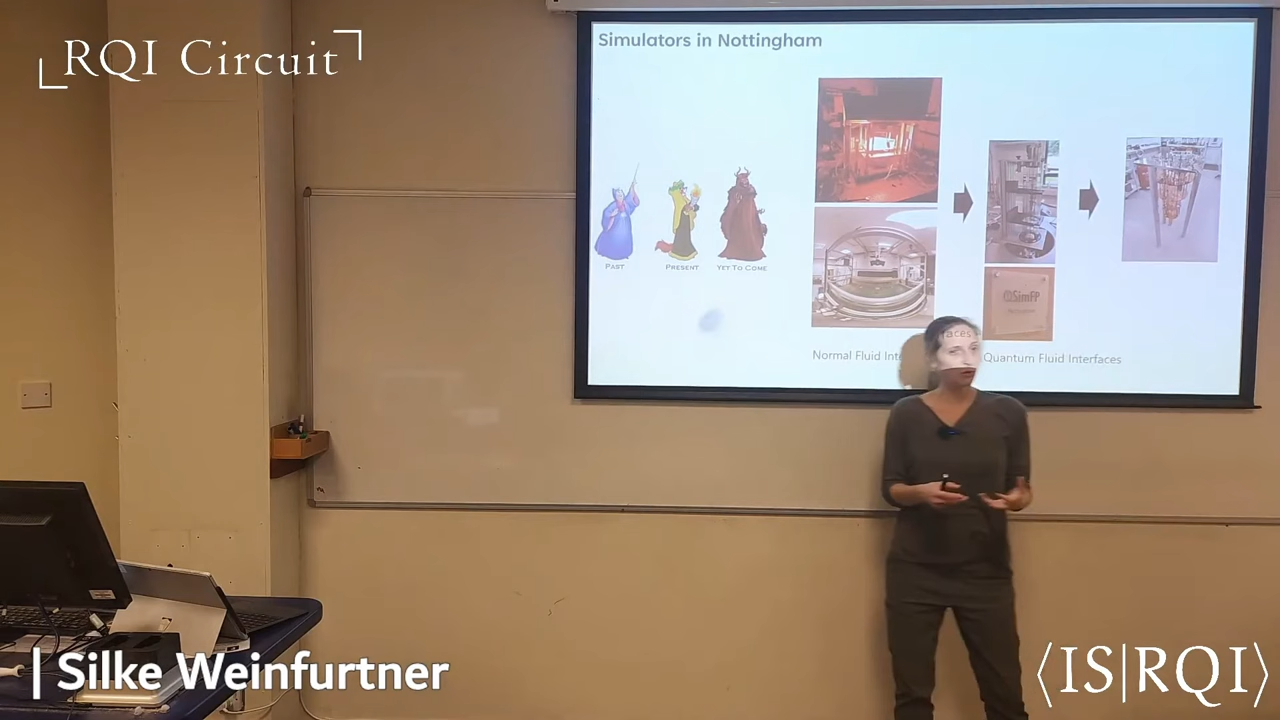 RQI Circuit
Simulators in Nottingham
PAST
PRESENT
YET TO COME
@SimFP
Normal Fluid
Quantum Fluid Interfaces
| Silke Weinfurtner
⟨IS|RQI⟩